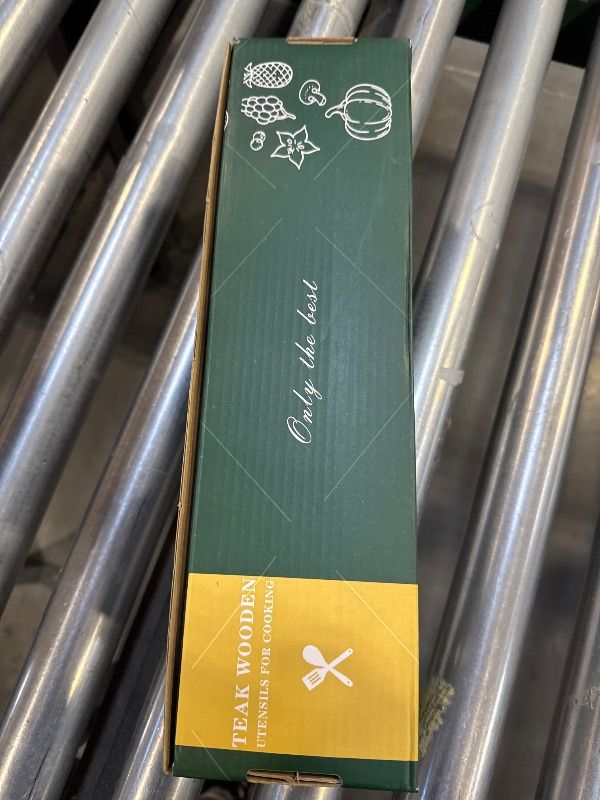 Only the best
TEAK WOODEN
UTENSILS FOR COOKING